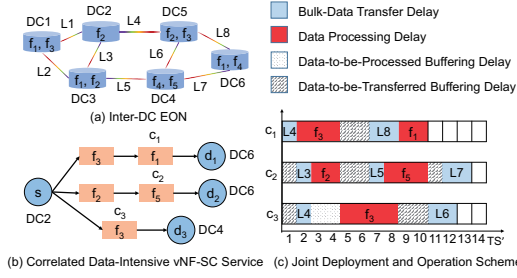 DC1
L1
DC2
L4
DC5
f₁, f₃
f₂
f₂, f₃
L8
L3
L6
L2
f₁, f₂
f₄, f₅
f₁, f₄
DC3
L5
DC4
L7
DC6
(a) Inter-DC EON
Bulk-Data Transfer Delay
Data Processing Delay
Data-to-be-Processed Buffering Delay
Data-to-be-Transferred Buffering Delay
c₁
f₃
f₁
d₁
DC6
c₂
s
f₂
f₅
d₂
DC6
DC2
c₃
f₃
d₃
DC4
(b) Correlated Data-Intensive vNF-SC Service
c₁
L4
f₃
L8
f₁
c₂
L3
f₂
L5
f₅
L7
c₃
L4
f₃
L6
1 2 3 4 5 6 7 8 9 10 11 12 13 14 TS'
(c) Joint Deployment and Operation Scheme